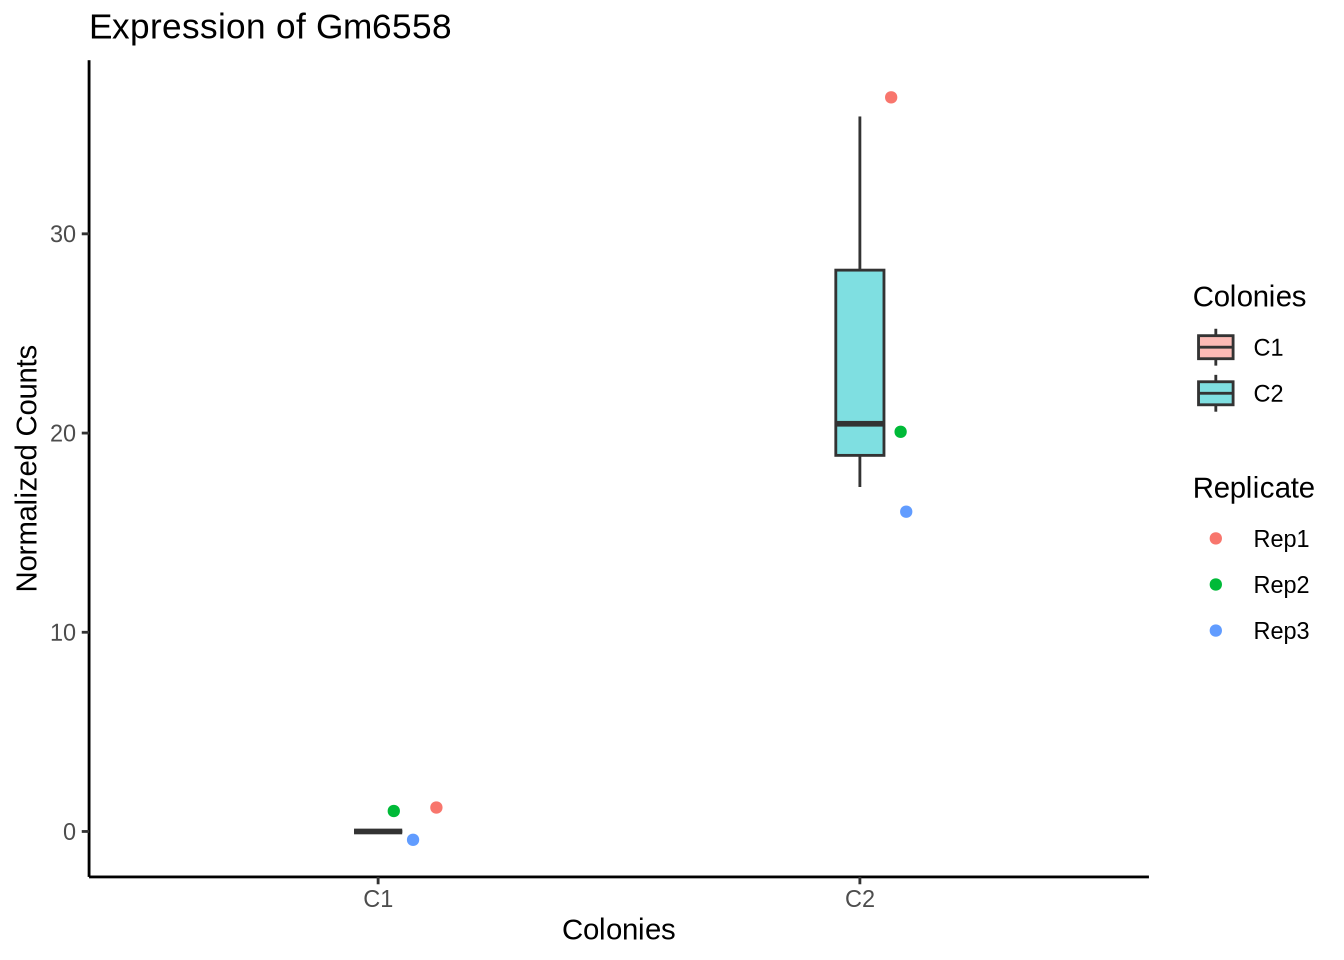 Expression of Gm6558
Normalized Counts
30
20
10
0
C1
C2
Colonies
Colonies
C1
C2
Replicate
Rep1
Rep2
Rep3